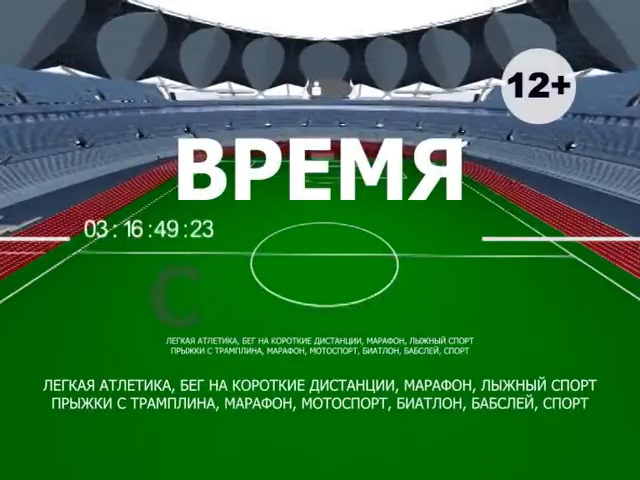 12+
ВРЕМЯ
03:16:49:23
С
ЛЕГКАЯ АТЛЕТИКА, БЕГ НА КОРОТКИЕ ДИСТАНЦИИ, МАРАФОН, ЛЫЖНЫЙ СПОРТ
ПРЫЖКИ С ТРАМПЛИНА, МАРАФОН, МОТОСПОРТ, БИАТЛОН, БАБСЛЕЙ, СПОРТ
ЛЕГКАЯ АТЛЕТИКА, БЕГ НА КОРОТКИЕ ДИСТАНЦИИ, МАРАФОН, ЛЫЖНЫЙ СПОРТ
ПРЫЖКИ С ТРАМПЛИНА, МАРАФОН, МОТОСПОРТ, БИАТЛОН, БАБСЛЕЙ, СПОРТ